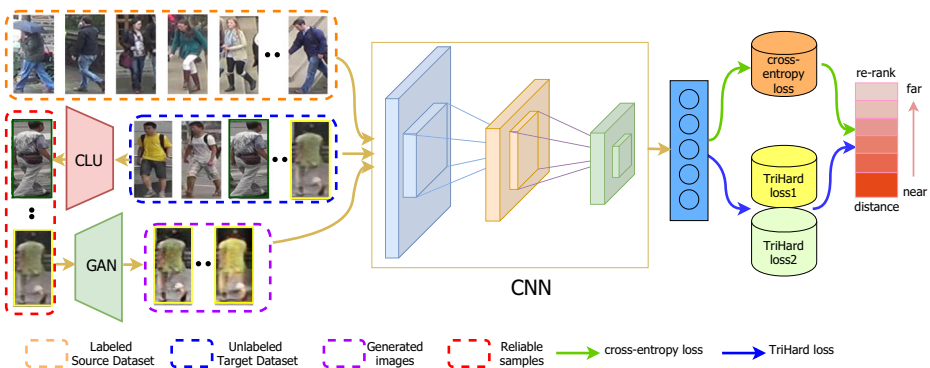 cross-
entropy
loss
re-rank
far
near
distance
CLU
TriHard
loss1
GAN
TriHard
loss2
CNN
Labeled
Source Dataset
Unlabeled
Target Dataset
Generated
images
Reliable
samples
cross-entropy loss
TriHard loss